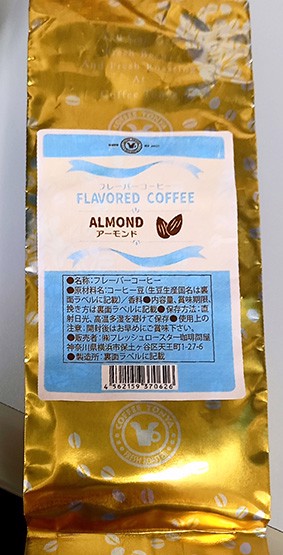 フレーバーコーヒー
FLAVORED COFFEE
ALMOND
アーモンド
●名称:フレーバーコーヒー
●原材料名:コーヒー豆(生豆生産国名は裏
面ラベルに記載)／香料●内容量、賞味期限、
挽き方は裏面ラベルに記載●保存方法:直
射日光、高温多湿を避けて保存●使用上の
注意:開封後はお早めにご賞味下さい。
●販売者:㈱フレッシュロースター珈琲問屋
神奈川県横浜市保土ヶ谷区天王町1-27-6
●製造所:裏面ラベルに記載
4562159370626
COFFEE TONYA